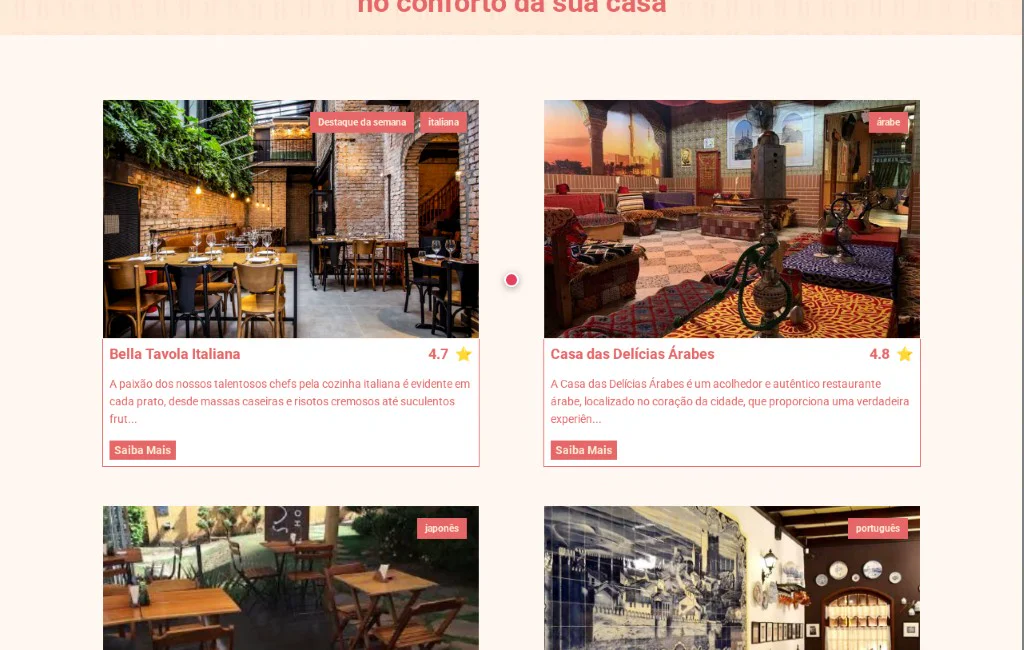 no conforto da sua casa
Destaque da semana
italiana
árabe
Bella Tavola Italiana
4.7
A paixão dos nossos talentosos chefs pela cozinha italiana é evidente em
cada prato, desde massas caseiras e risotos cremosos até suculentos
frut...
Saiba Mais
Casa das Delícias Árabes
4.8
A Casa das Delícias Árabes é um acolhedor e autêntico restaurante
árabe, localizado no coração da cidade, que proporciona uma verdadeira
experiên...
Saiba Mais
japonês
português